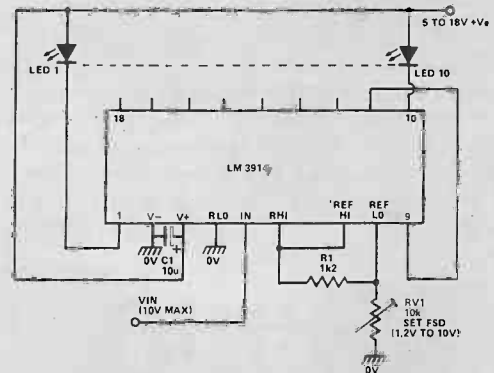 5 TO 18V +Ve
LED 1
LED 10
18
10
LM 3914
1
V-
V+
RLO
IN
RHI
'REF
HI
REF
LO
9
0V
C1
10u
0V
R1
1k2
VIN
(10V MAX)
RV1
10k
SET FSD
(1.2V TO 10V)
0V